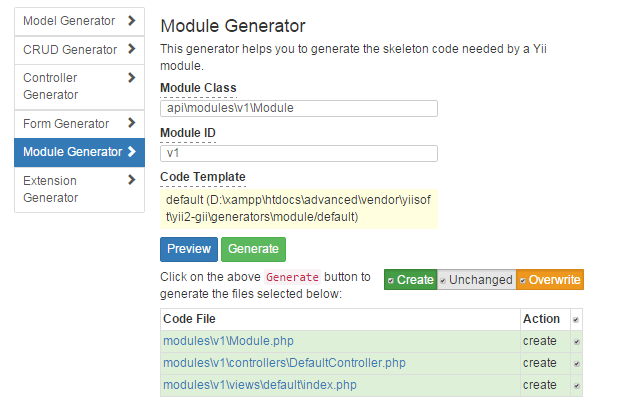 Model Generator
CRUD Generator
Controller
Generator
Form Generator
Module Generator
Extension
Generator
Module Generator
This generator helps you to generate the skeleton code needed by a Yii
module.
Module Class
api\modules\v1\Module
Module ID
v1
Code Template
default (D:\xampp\htdocs\advanced\vendor\yiisof
t\yii2-gii\generators\module/default)
Preview Generate
Click on the above Generate button to
generate the files selected below:
Create Unchanged Overwrite
Code File Action
modules\v1\Module.php create
modules\v1\controllers\DefaultController.php create
modules\v1\views\default\index.php create